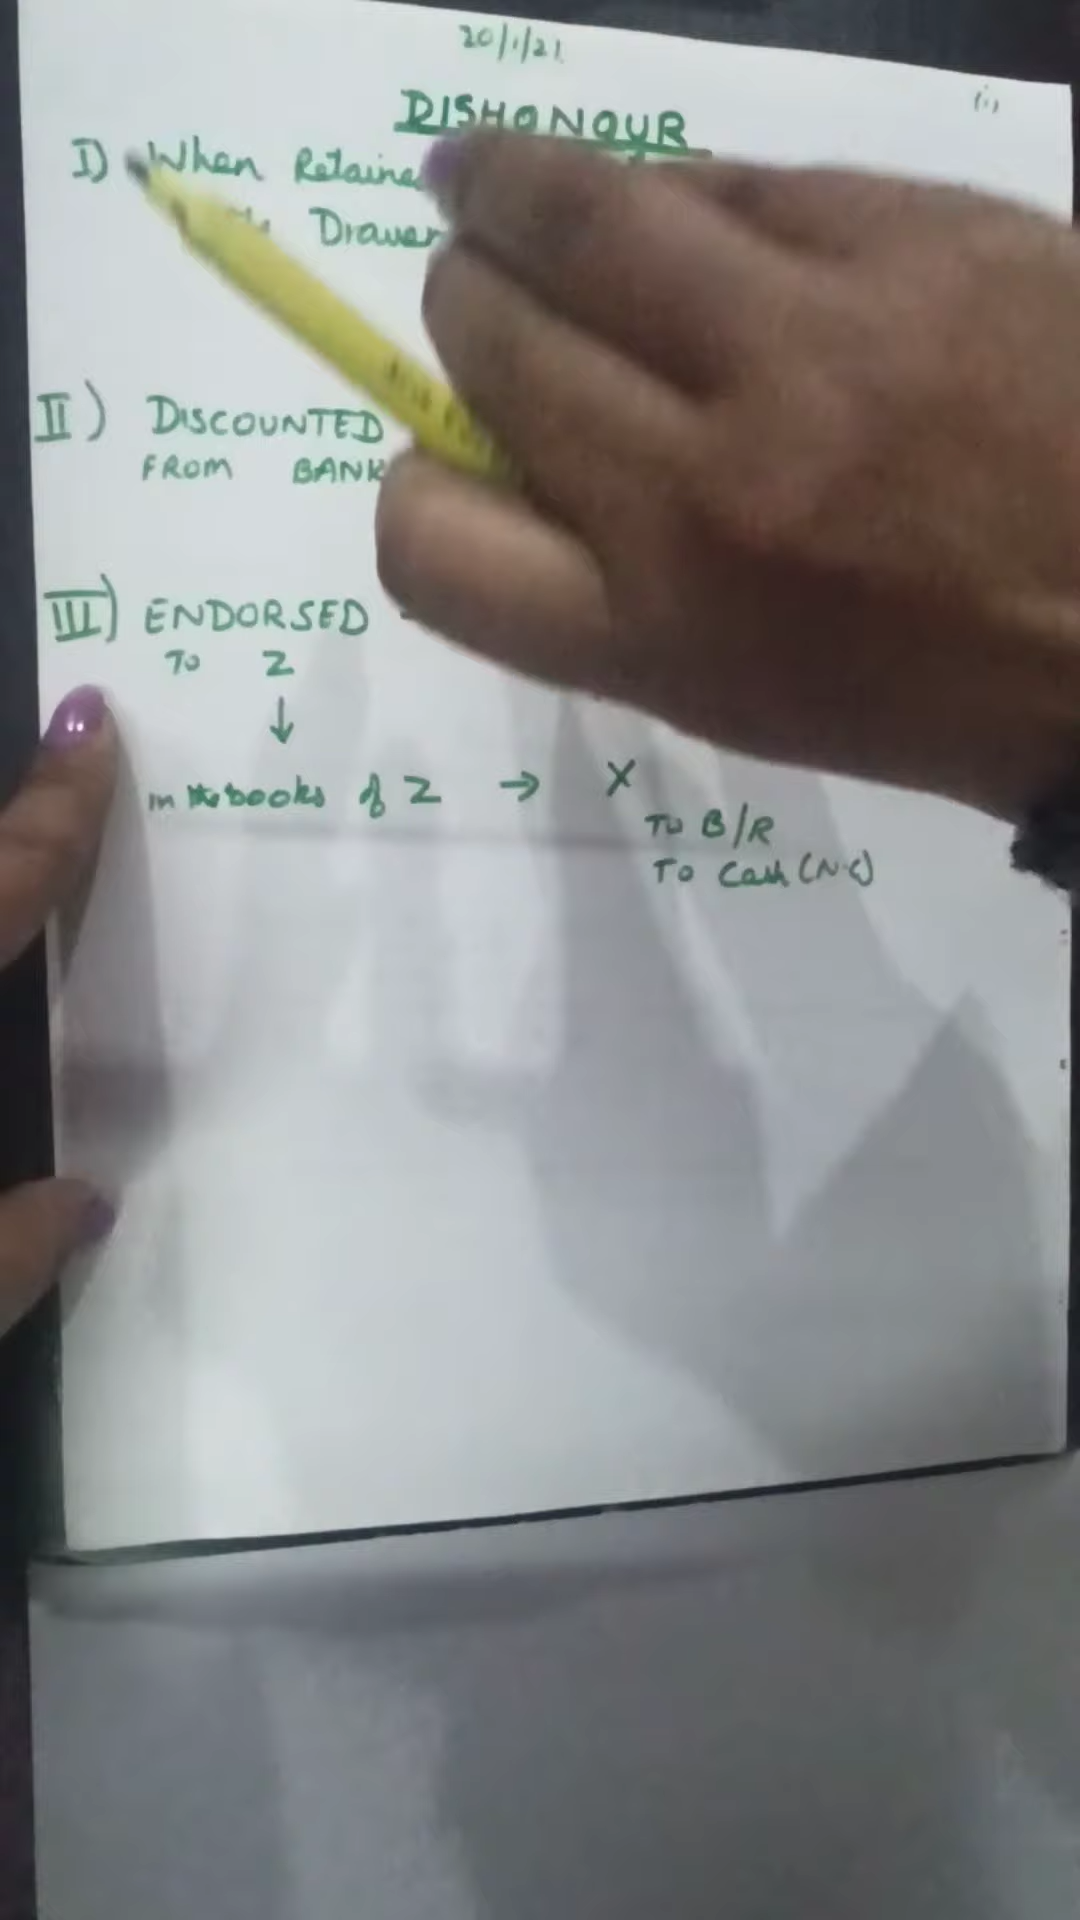 20/1/21
(1)
DISHONOUR
I) When Retaine
Drawer
II) DISCOUNTED
FROM BANK
III) ENDORSED
To Z
↓
in the books of Z → X
To B/R
To Cash (N.C)